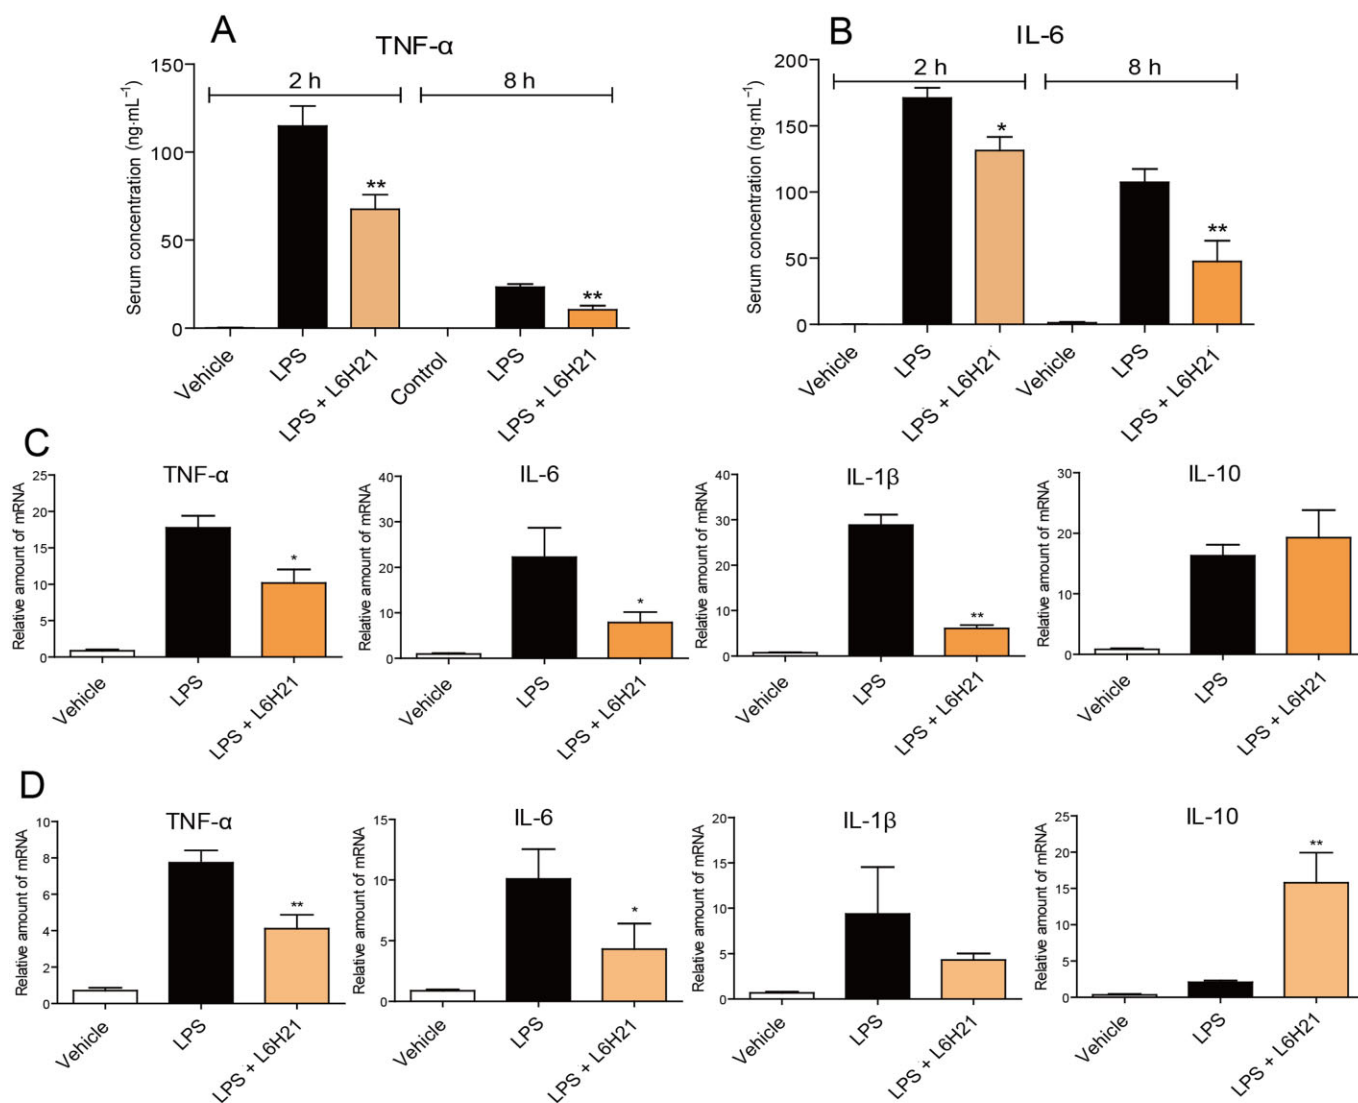 A
TNF-α
2 h
8 h
Serum concentration (ng·mL⁻¹)
150
100
50
0
Vehicle
LPS
**
LPS + L6H21
Control
LPS
**
LPS + L6H21
B
IL-6
2 h
8 h
Serum concentration (ng·mL⁻¹)
200
150
100
50
0
Vehicle
LPS
*
LPS + L6H21
Vehicle
LPS
**
LPS + L6H21
C
TNF-α
Relative amount of mRNA
25
20
15
10
5
0
*
Vehicle
LPS
LPS + L6H21
IL-6
Relative amount of mRNA
40
30
20
10
0
*
Vehicle
LPS
LPS + L6H21
IL-1β
Relative amount of mRNA
40
30
20
10
0
**
Vehicle
LPS
LPS + L6H21
IL-10
Relative amount of mRNA
30
20
10
0
Vehicle
LPS
LPS + L6H21
D
TNF-α
Relative amount of mRNA
8
6
4
2
0
**
Vehicle
LPS
LPS + L6H21
IL-6
Relative amount of mRNA
15
10
5
0
*
Vehicle
LPS
LPS + L6H21
IL-1β
Relative amount of mRNA
20
15
10
5
0
Vehicle
LPS
LPS + L6H21
IL-10
Relative amount of mRNA
25
20
15
10
5
0
**
Vehicle
LPS
LPS + L6H21